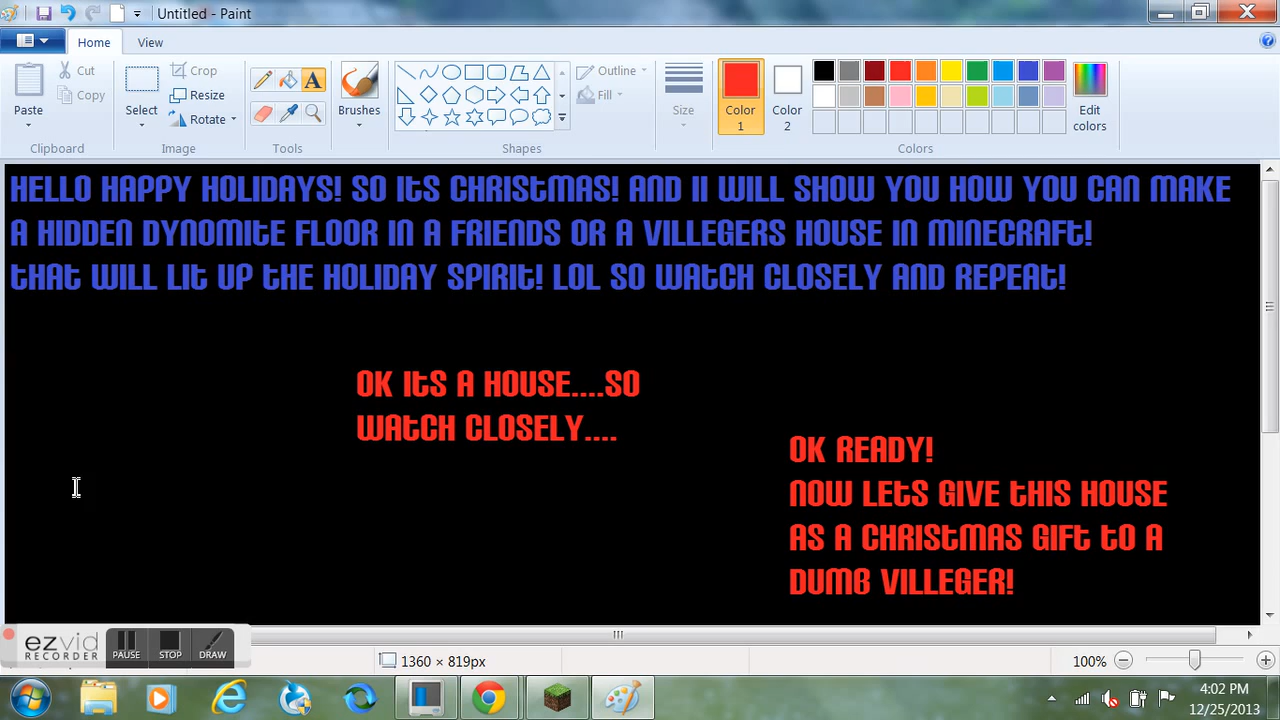 Untitled - Paint
Home
View
Paste
Cut
Copy
Clipboard
Select
Crop
Resize
Rotate
Image
A
Tools
Brushes
Outline
Fill
Shapes
Size
Color 1
Color 2
Edit colors
Colors
HELLO HAPPY HOLIDAYS! SO ItS CHRIStMAS! AND II WILL SHOW YOU HOW YOU CAN MAKE
A HIDDEN DYNOMItE FLOOR IN A FRIENDS OR A VILLEGERS HOUSE IN MINECRAFt!
tHAt WILL LIt UP tHE HOLIDAY SPIRIt! LOL SO WAtCH CLOSELY AND REPEAt!
OK ItS A HOUSE....SO
WAtCH CLOSELY....
OK READY!
NOW LEtS GIVE tHIS HOUSE
AS A CHRIStMAS GIFt tO A
DUMB VILLEGER!
ezvid
RECORDER
PAUSE
STOP
DRAW
1360 × 819px
100%
4:02 PM
12/25/2013